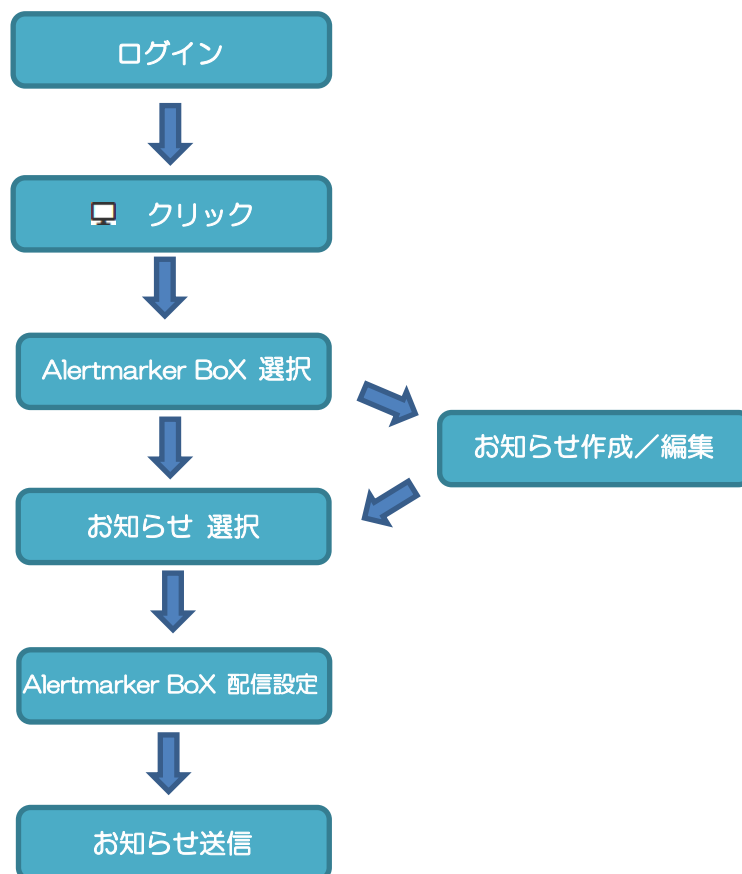 ログイン
クリック
Alertmarker BoX 選択
お知らせ作成／編集
お知らせ 選択
Alertmarker BoX 配信設定
お知らせ送信